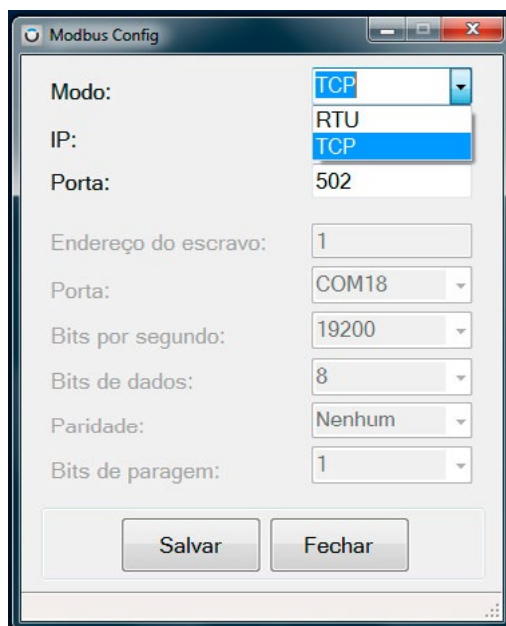 Modbus Config
Modo: TCP
RTU
IP: TCP
Porta: 502
Endereço do escravo: 1
Porta: COM18
Bits por segundo: 19200
Bits de dados: 8
Paridade: Nenhum
Bits de paragem: 1
Salvar Fechar